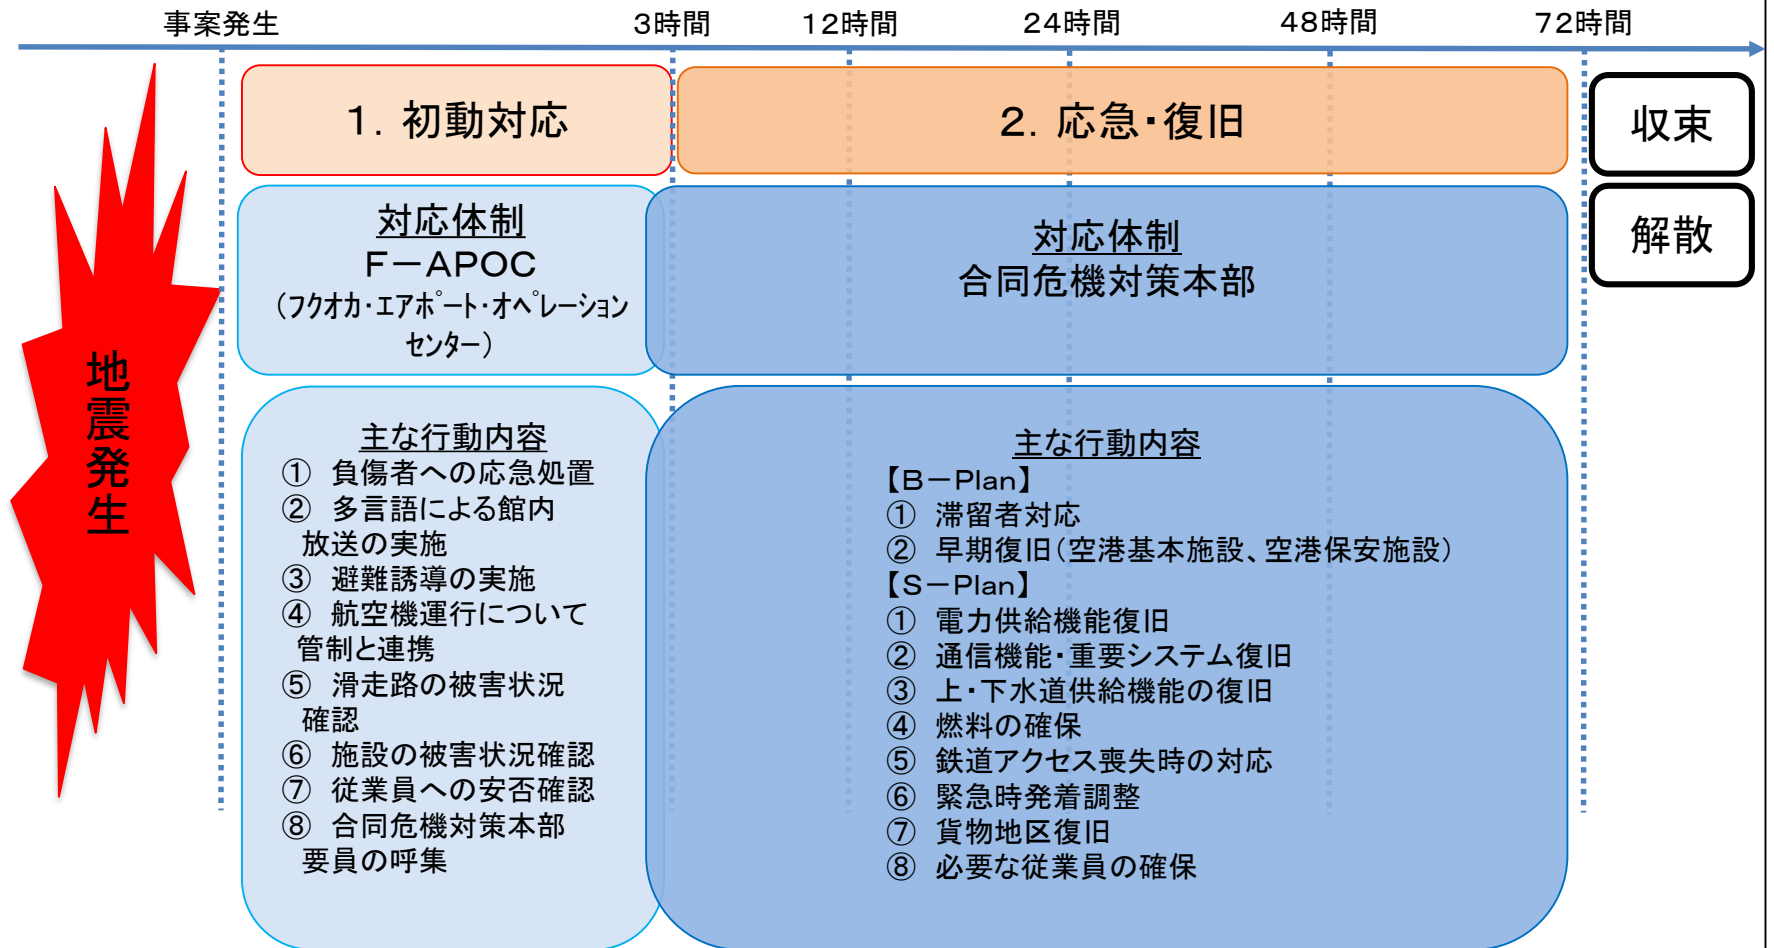 事案発生
3時間
12時間
24時間
48時間
72時間
地震発生
1. 初動対応
2. 応急・復旧
収束
対応体制
F－APOC
（フクオカ・エアポート・オペレーション
センター）
対応体制
合同危機対策本部
解散
主な行動内容
① 負傷者への応急処置
② 多言語による館内
放送の実施
③ 避難誘導の実施
④ 航空機運行について
管制と連携
⑤ 滑走路の被害状況
確認
⑥ 施設の被害状況確認
⑦ 従業員への安否確認
⑧ 合同危機対策本部
要員の呼集
主な行動内容
【B－Plan】
① 滞留者対応
② 早期復旧（空港基本施設、空港保安施設）
【S－Plan】
① 電力供給機能復旧
② 通信機能・重要システム復旧
③ 上・下水道供給機能の復旧
④ 燃料の確保
⑤ 鉄道アクセス喪失時の対応
⑥ 緊急時発着調整
⑦ 貨物地区復旧
⑧ 必要な従業員の確保